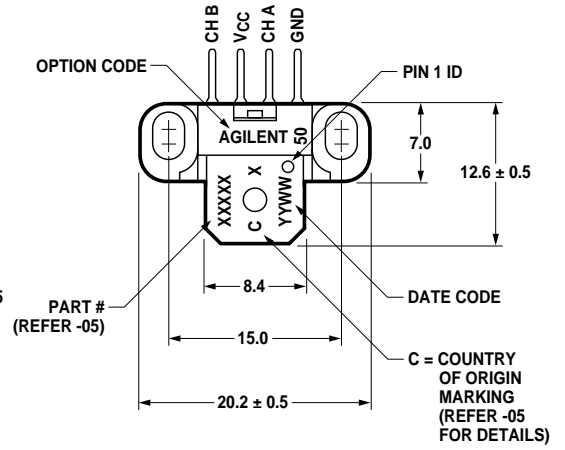 CH B
VCC
CH A
GND
OPTION CODE
PIN 1 ID
AGILENT
50
7.0
12.6 ± 0.5
XXXXX
X
C
YYWW
8.4
5
PART #
(REFER -05)
DATE CODE
15.0
C = COUNTRY
OF ORIGIN
MARKING
(REFER -05
FOR DETAILS)
20.2 ± 0.5